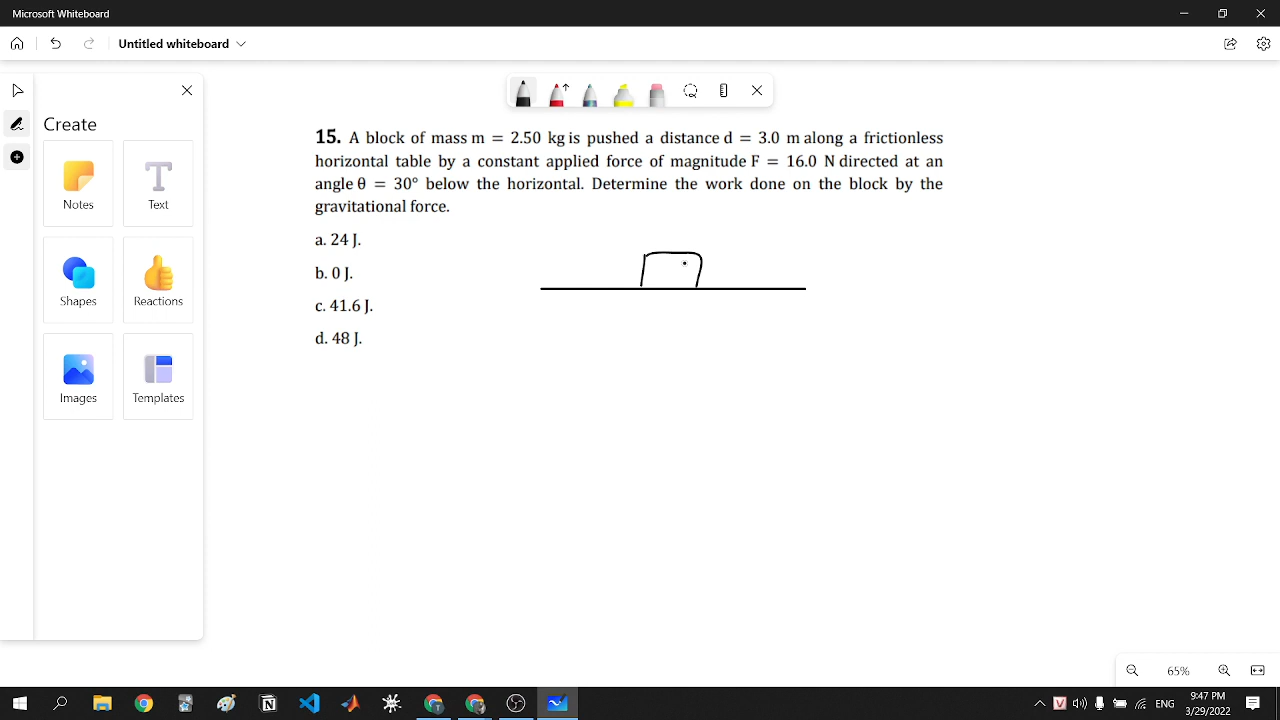 Microsoft Whiteboard
Untitled whiteboard
Create
Notes
Text
Shapes
Reactions
Images
Templates
15. A block of mass m = 2.50 kg is pushed a distance d = 3.0 m along a frictionless
horizontal table by a constant applied force of magnitude F = 16.0 N directed at an
angle θ = 30° below the horizontal. Determine the work done on the block by the
gravitational force.
a. 24 J.
b. 0 J.
c. 41.6 J.
d. 48 J.
65%
ENG
9:47 PM
3/29/2022